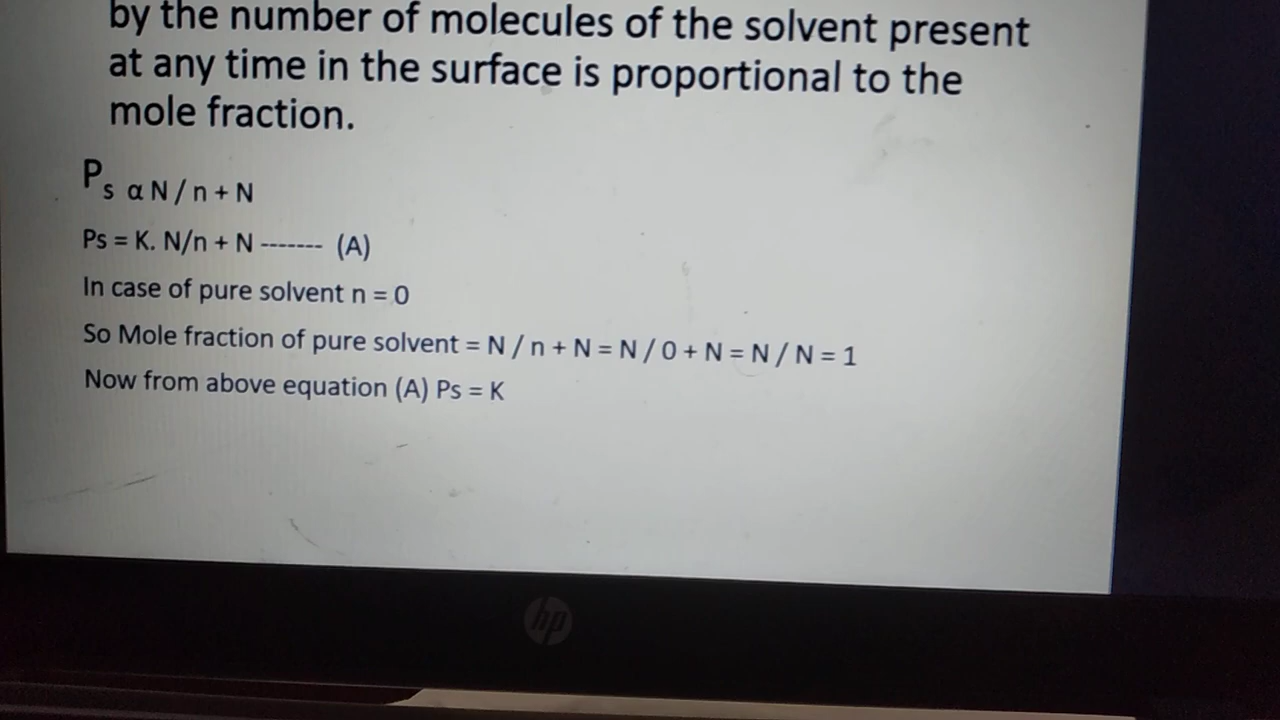 by the number of molecules of the solvent present
at any time in the surface is proportional to the
mole fraction.
Ps α N / n + N
Ps = K. N/n + N ------- (A)
In case of pure solvent n = 0
So Mole fraction of pure solvent = N / n + N = N / 0 + N = N / N = 1
Now from above equation (A) Ps = K
hp